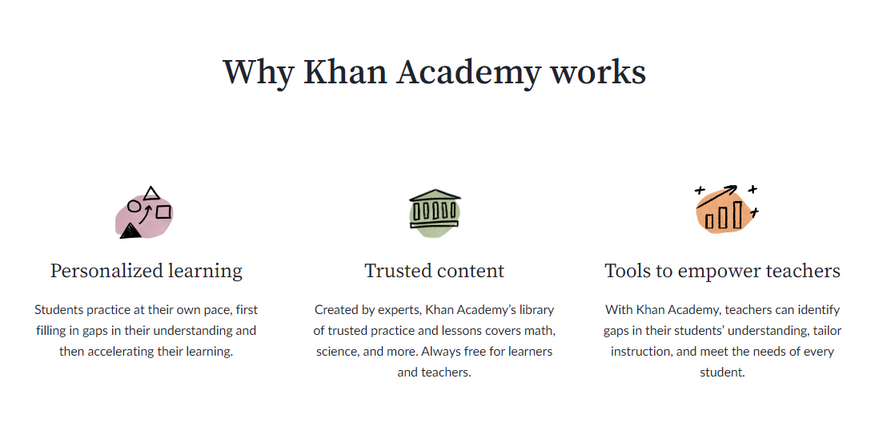 Why Khan Academy works
Personalized learning
Students practice at their own pace, first
filling in gaps in their understanding and
then accelerating their learning.
Trusted content
Created by experts, Khan Academy’s library
of trusted practice and lessons covers math,
science, and more. Always free for learners
and teachers.
Tools to empower teachers
With Khan Academy, teachers can identify
gaps in their students’ understanding, tailor
instruction, and meet the needs of every
student.